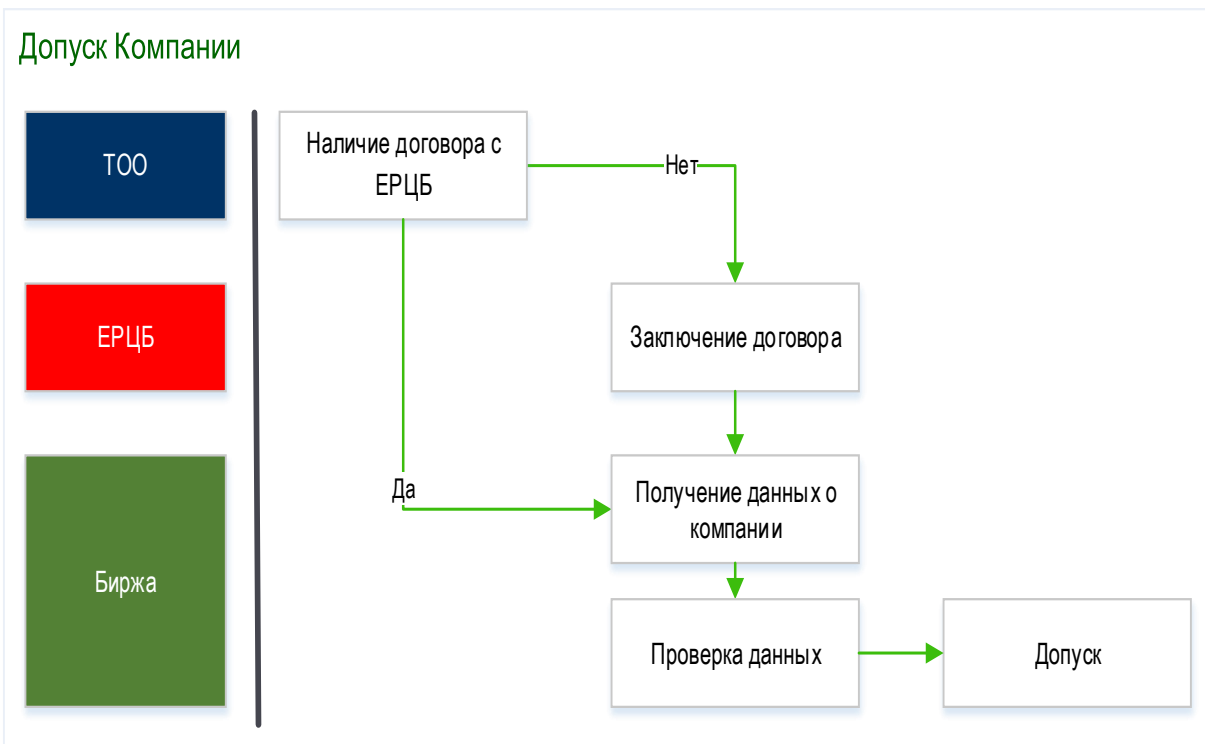 Допуск Компании
ТОО
Наличие договора с
ЕРЦБ
Нет
ЕРЦБ
Заключение договора
Да
Получение данных о
компании
Биржа
Проверка данных
Допуск